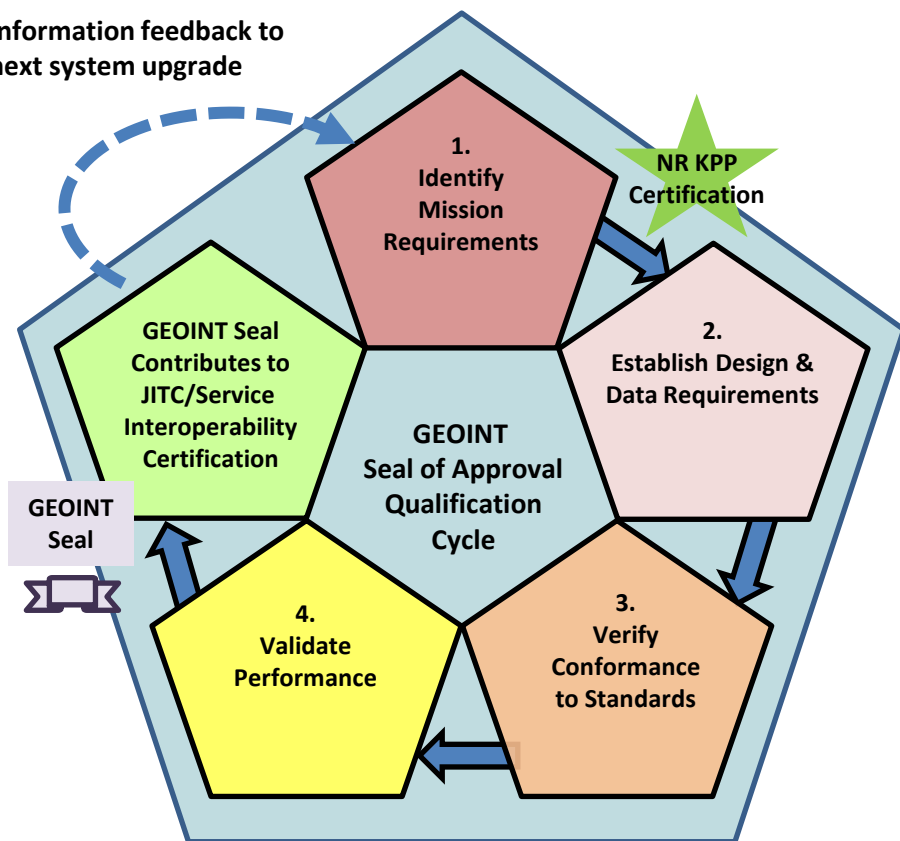 nformation feedback to
next system upgrade
1.
Identify
Mission
Requirements
NR KPP
Certification
2.
Establish Design &
Data Requirements
3.
Verify
Conformance
to Standards
4.
Validate
Performance
GEOINT
Seal
GEOINT Seal
Contributes to
JITC/Service
Interoperability
Certification
GEOINT
Seal of Approval
Qualification
Cycle